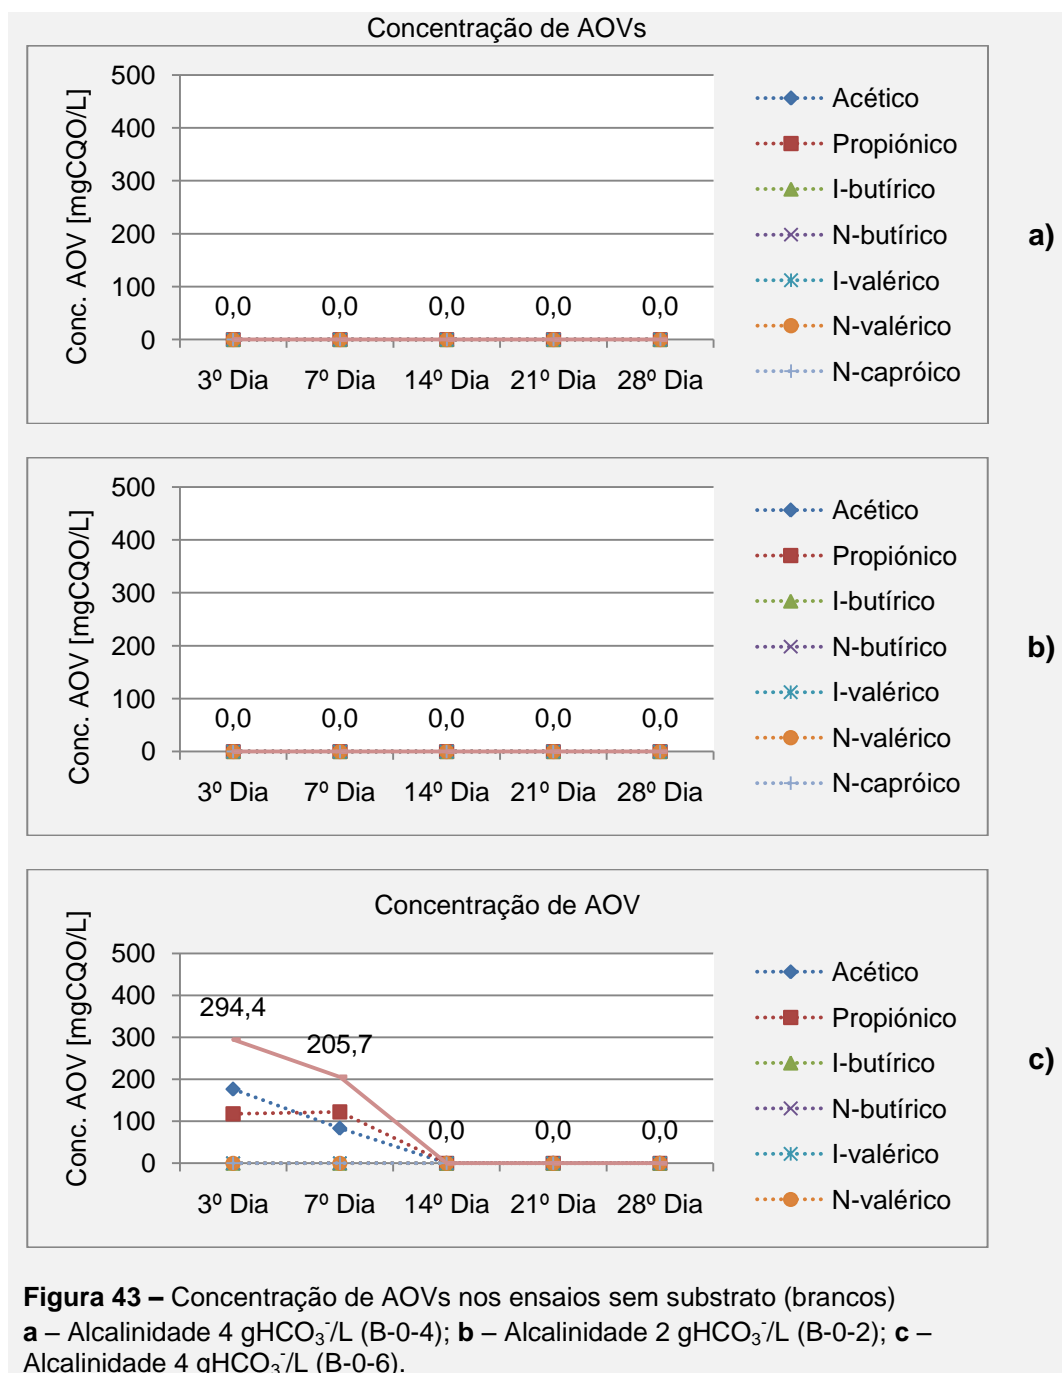 Concentração de AOVs
Conc. AOV [mgCQO/L]
500
400
300
200
100
0
0,0 0,0 0,0 0,0 0,0
3º Dia 7º Dia 14º Dia 21º Dia 28º Dia
Acético
Propiónico
I-butírico
N-butírico
I-valérico
N-valérico
N-capróico
a)
Conc. AOV [mgCQO/L]
500
400
300
200
100
0
0,0 0,0 0,0 0,0 0,0
3º Dia 7º Dia 14º Dia 21º Dia 28º Dia
Acético
Propiónico
I-butírico
N-butírico
I-valérico
N-valérico
N-capróico
b)
Concentração de AOV
Conc. AOV [mgCQO/L]
500
400
300
200
100
0
294,4 205,7 0,0 0,0 0,0
3º Dia 7º Dia 14º Dia 21º Dia 28º Dia
Acético
Propiónico
I-butírico
N-butírico
I-valérico
N-valérico
c)
Figura 43 – Concentração de AOVs nos ensaios sem substrato (brancos)
a – Alcalinidade 4 gHCO₃⁻/L (B-0-4); b – Alcalinidade 2 gHCO₃⁻/L (B-0-2); c –
Alcalinidade 4 gHCO₃⁻/L (B-0-6).